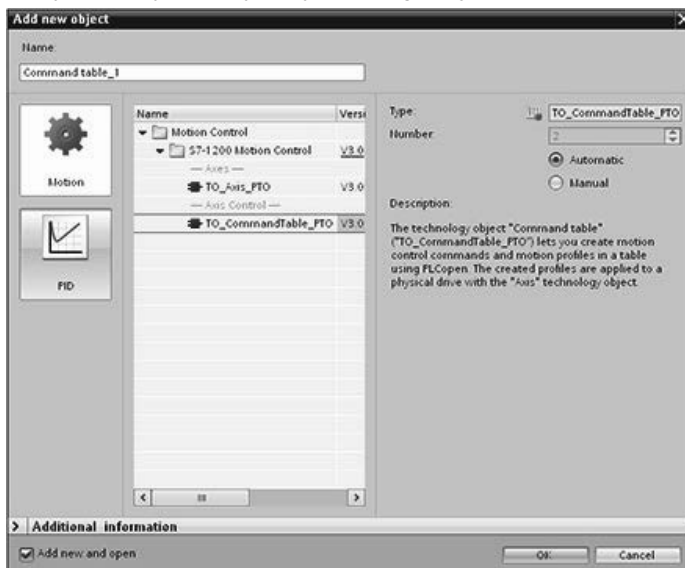 Add new object
Name:
Command table_1
Motion
PID
Name
Versi
Motion Control
S7-1200 Motion Control
V3.0
— Axes —
TO_Axis_PTO
V3.0
— Axis Control —
TO_CommandTable_PTO
V3.0
Type:
TO_CommandTable_PTO
Number:
2
Automatic
Manual
Description:
The technology object "Command table"
("TO_CommandTable_PTO") lets you create motion
control commands and motion profiles in a table
using PLCopen. The created profiles are applied to a
physical drive with the "Axis" technology object.
> Additional information
Add new and open
OK
Cancel